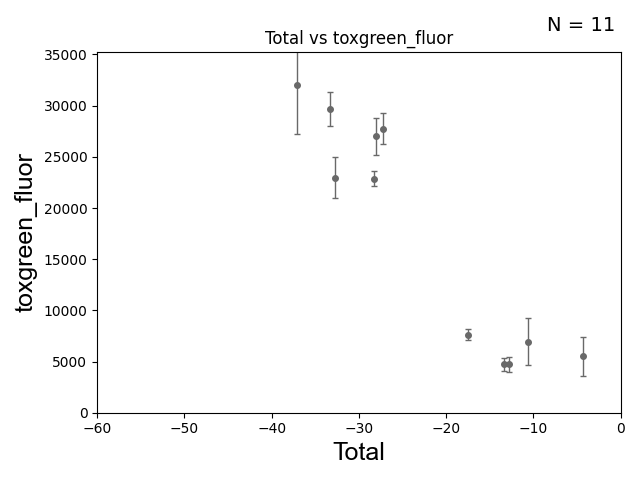 N = 11
Total vs toxgreen_fluor
toxgreen_fluor
35000
30000
25000
20000
15000
10000
5000
0
−60 −50 −40 −30 −20 −10 0
Total